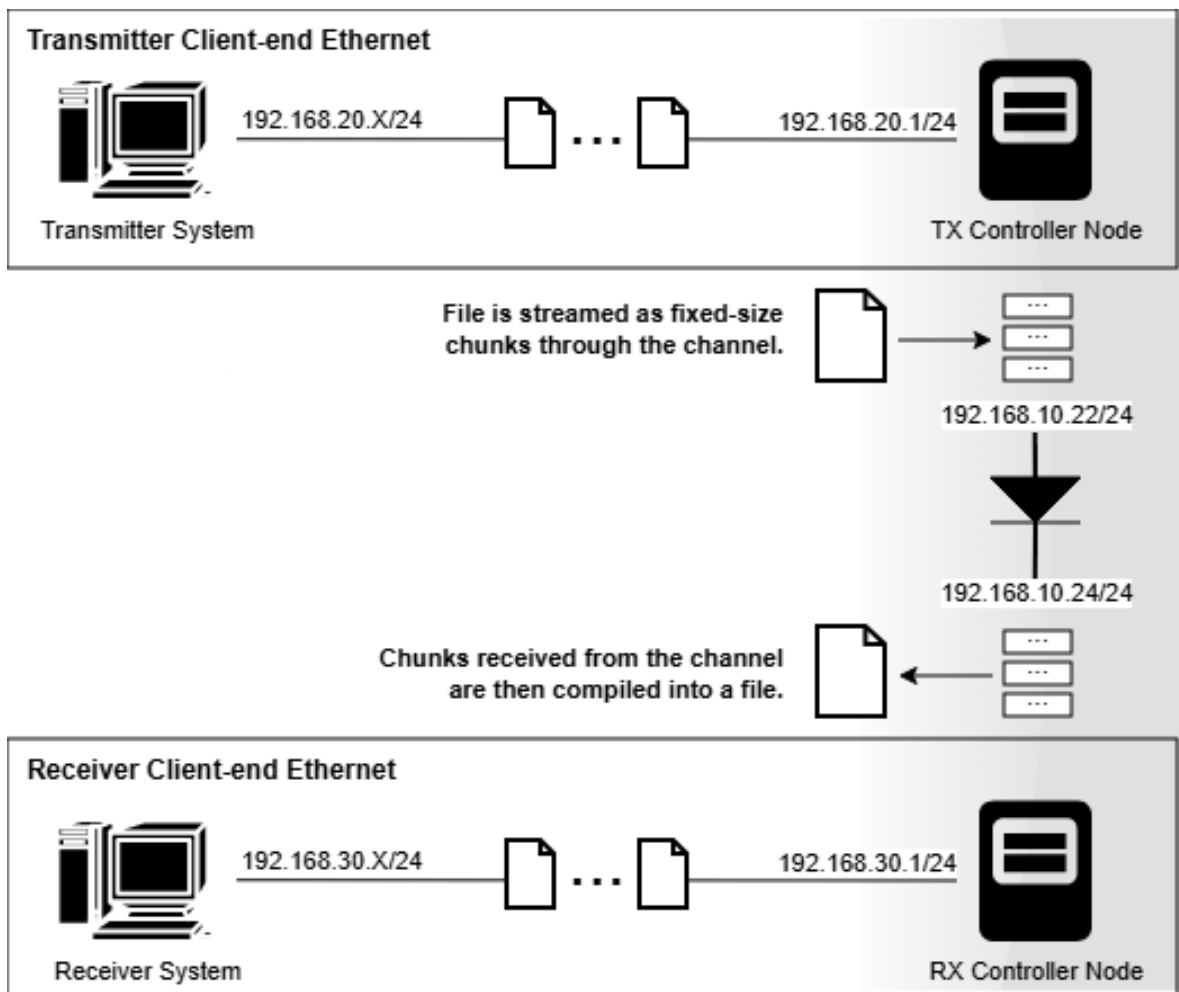 Transmitter Client-end Ethernet
192.168.20.X/24
192.168.20.1/24
Transmitter System
TX Controller Node
File is streamed as fixed-size
chunks through the channel.
192.168.10.22/24
192.168.10.24/24
Chunks received from the channel
are then compiled into a file.
Receiver Client-end Ethernet
192.168.30.X/24
192.168.30.1/24
Receiver System
RX Controller Node